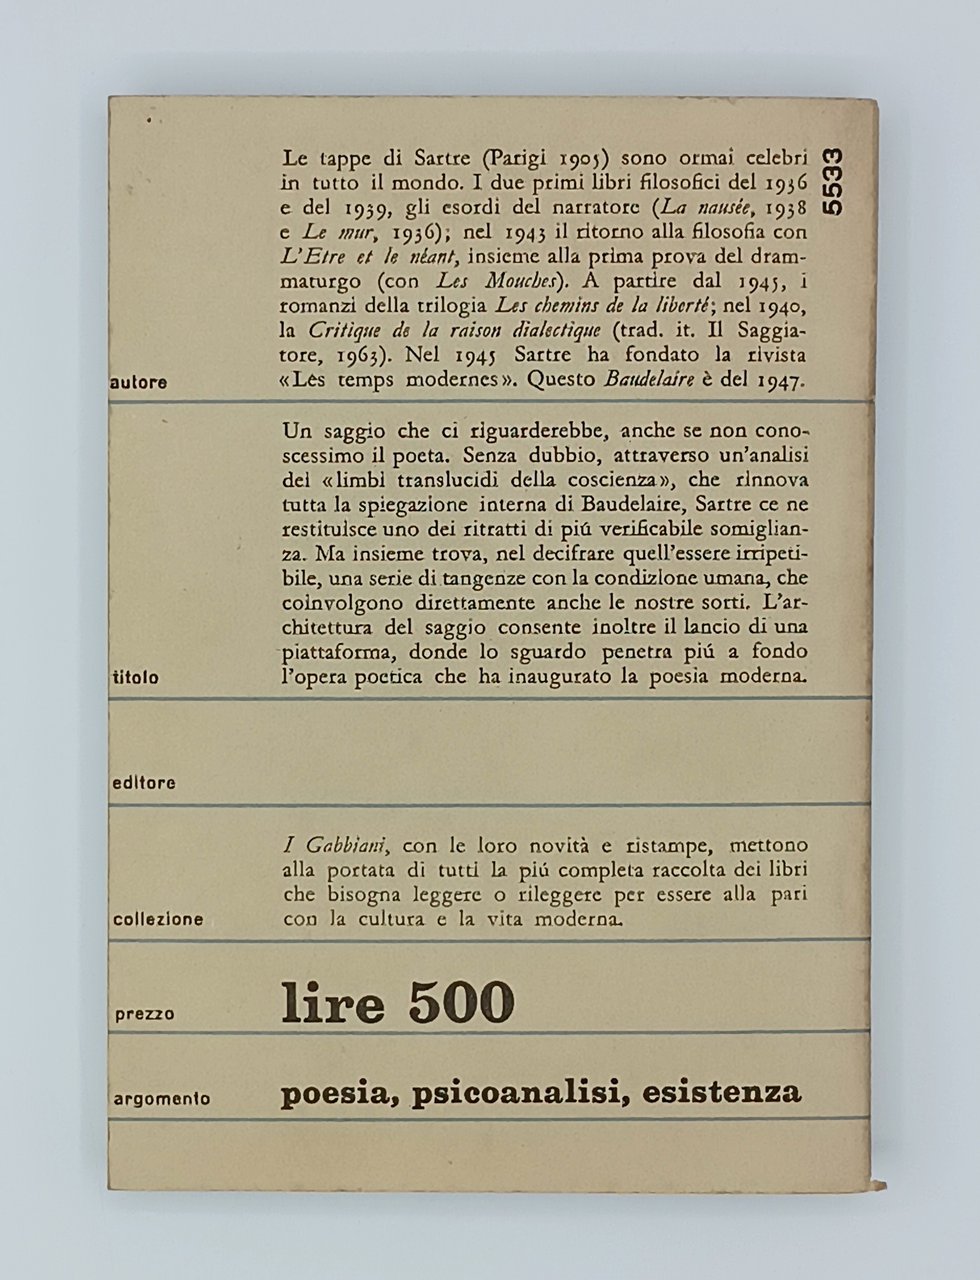 Le tappe di Sartre (Parigi 1905) sono ormai celebri
in tutto il mondo. I due primi libri filosofici del 1936
e del 1939, gli esordi del narratore (La nausée, 1938
e Le mur, 1936); nel 1943 il ritorno alla filosofia con
L'Etre et le néant, insieme alla prima prova del dram-
maturgo (con Les Mouches). A partire dal 1945, i
romanzi della trilogia Les chemins de la liberté; nel 1940,
la Critique de la raison dialectique (trad. it. Il Saggia-
tore, 1963). Nel 1945 Sartre ha fondato la rivista
«Les temps modernes». Questo Baudelaire è del 1947.
5533
autore
Un saggio che ci riguarderebbe, anche se non cono-
scessimo il poeta. Senza dubbio, attraverso un'analisi
dei «limbi translucidi della coscienza», che rinnova
tutta la spiegazione interna di Baudelaire, Sartre ce ne
restituisce uno dei ritratti di piú verificabile somiglian-
za. Ma insieme trova, nel decifrare quell'essere irripeti-
bile, una serie di tangenze con la condizione umana, che
coinvolgono direttamente anche le nostre sorti. L'ar-
chitettura del saggio consente inoltre il lancio di una
piattaforma, donde lo sguardo penetra piú a fondo
l'opera poetica che ha inaugurato la poesia moderna.
titolo
editore
I Gabbiani, con le loro novità e ristampe, mettono
alla portata di tutti la piú completa raccolta dei libri
che bisogna leggere o rileggere per essere alla pari
con la cultura e la vita moderna.
collezione
prezzo lire 500
argomento poesia, psicoanalisi, esistenza